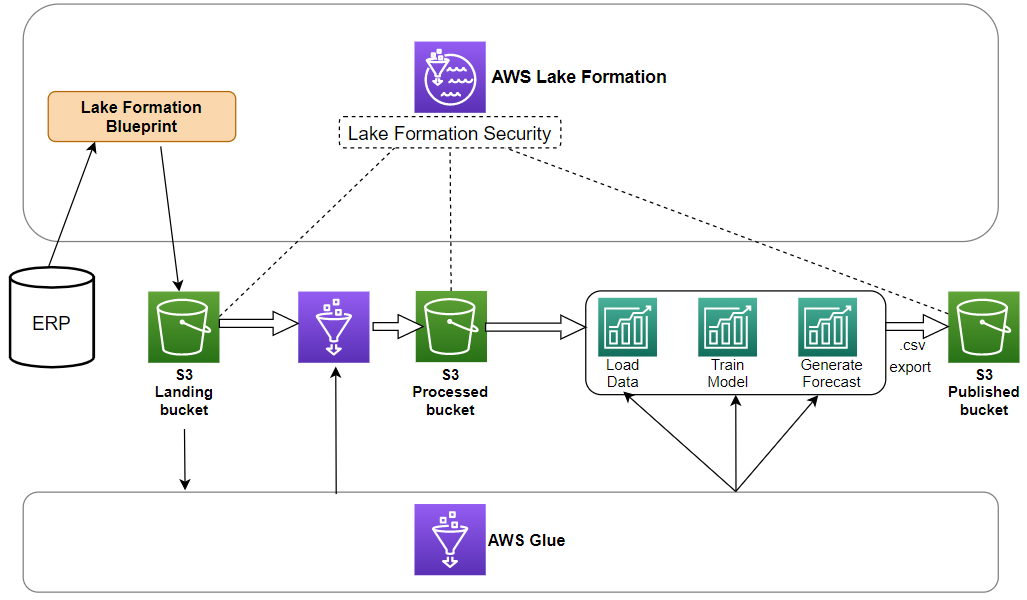 AWS Lake Formation
Lake Formation
Blueprint
Lake Formation Security
ERP
S3
Landing
bucket
S3
Processed
bucket
Load
Data
Train
Model
Generate
Forecast
.csv
export
S3
Published
bucket
AWS Glue